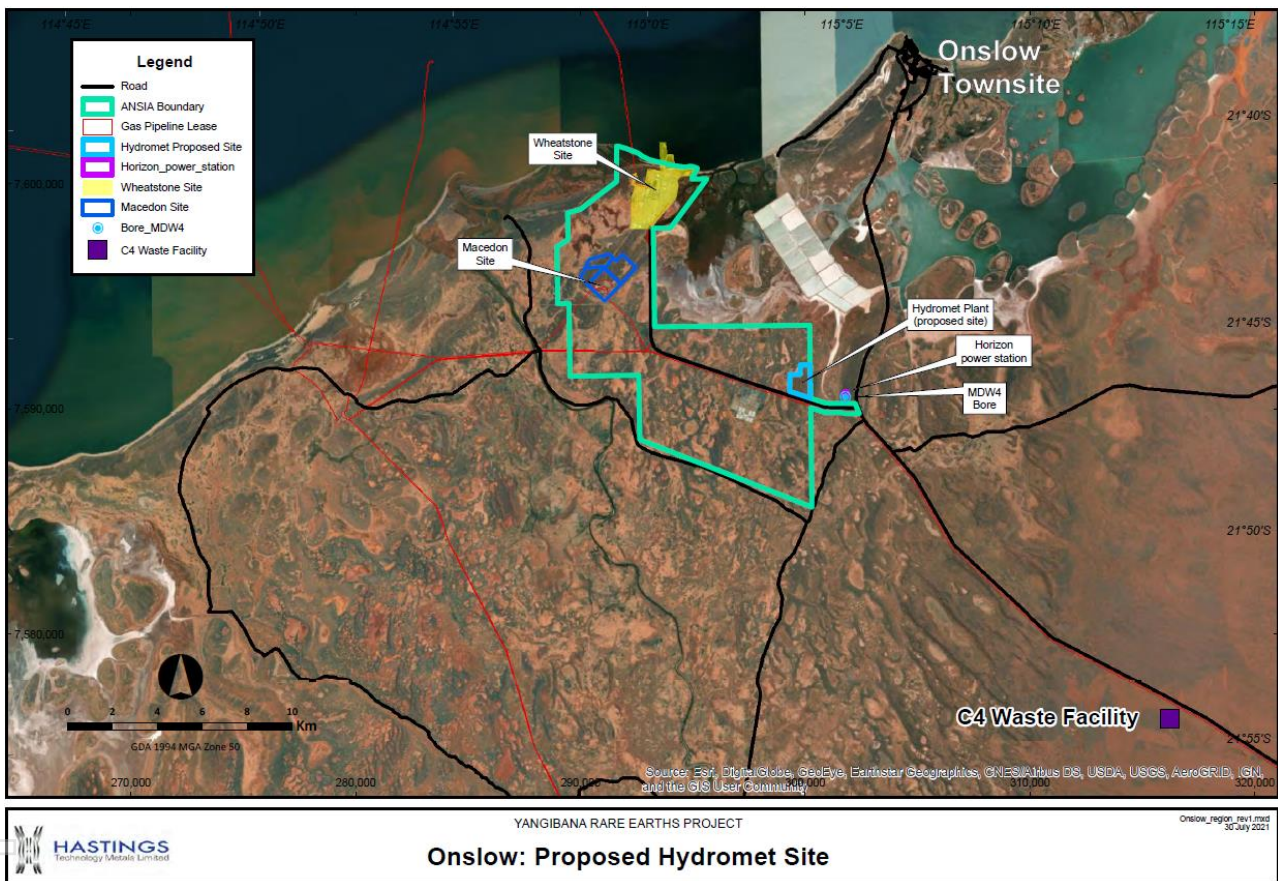 114°45'E 114°50'E 114°55'E 115°0'E 115°5'E 115°10'E 115°15'E
Legend
Road
ANSIA Boundary
Gas Pipeline Lease
Hydromet Proposed Site
Horizon_power_station
Wheatstone Site
Macedon Site
Bore_MDW4
C4 Waste Facility
Onslow
Townsite
21°40'S
Wheatstone
Site
7,600,000
Macedon
Site
Hydromet Plant
(proposed site)
21°45'S
Horizon
power station
MDW4
Bore
7,590,000
21°50'S
7,580,000
0 2 4 6 8 10
Km
GDA 1994 MGA Zone 50
C4 Waste Facility
21°55'S
270,000 280,000 290,000 300,000 310,000 320,000
Source: Esri, DigitalGlobe, GeoEye, Earthstar Geographics, CNES/Airbus DS, USDA, USGS, AeroGRID, IGN,
and the GIS User Community
HASTINGS
Technology Metals Limited
YANGIBANA RARE EARTHS PROJECT
Onslow: Proposed Hydromet Site
Onslow_region_rev1.mxd
30 July 2021